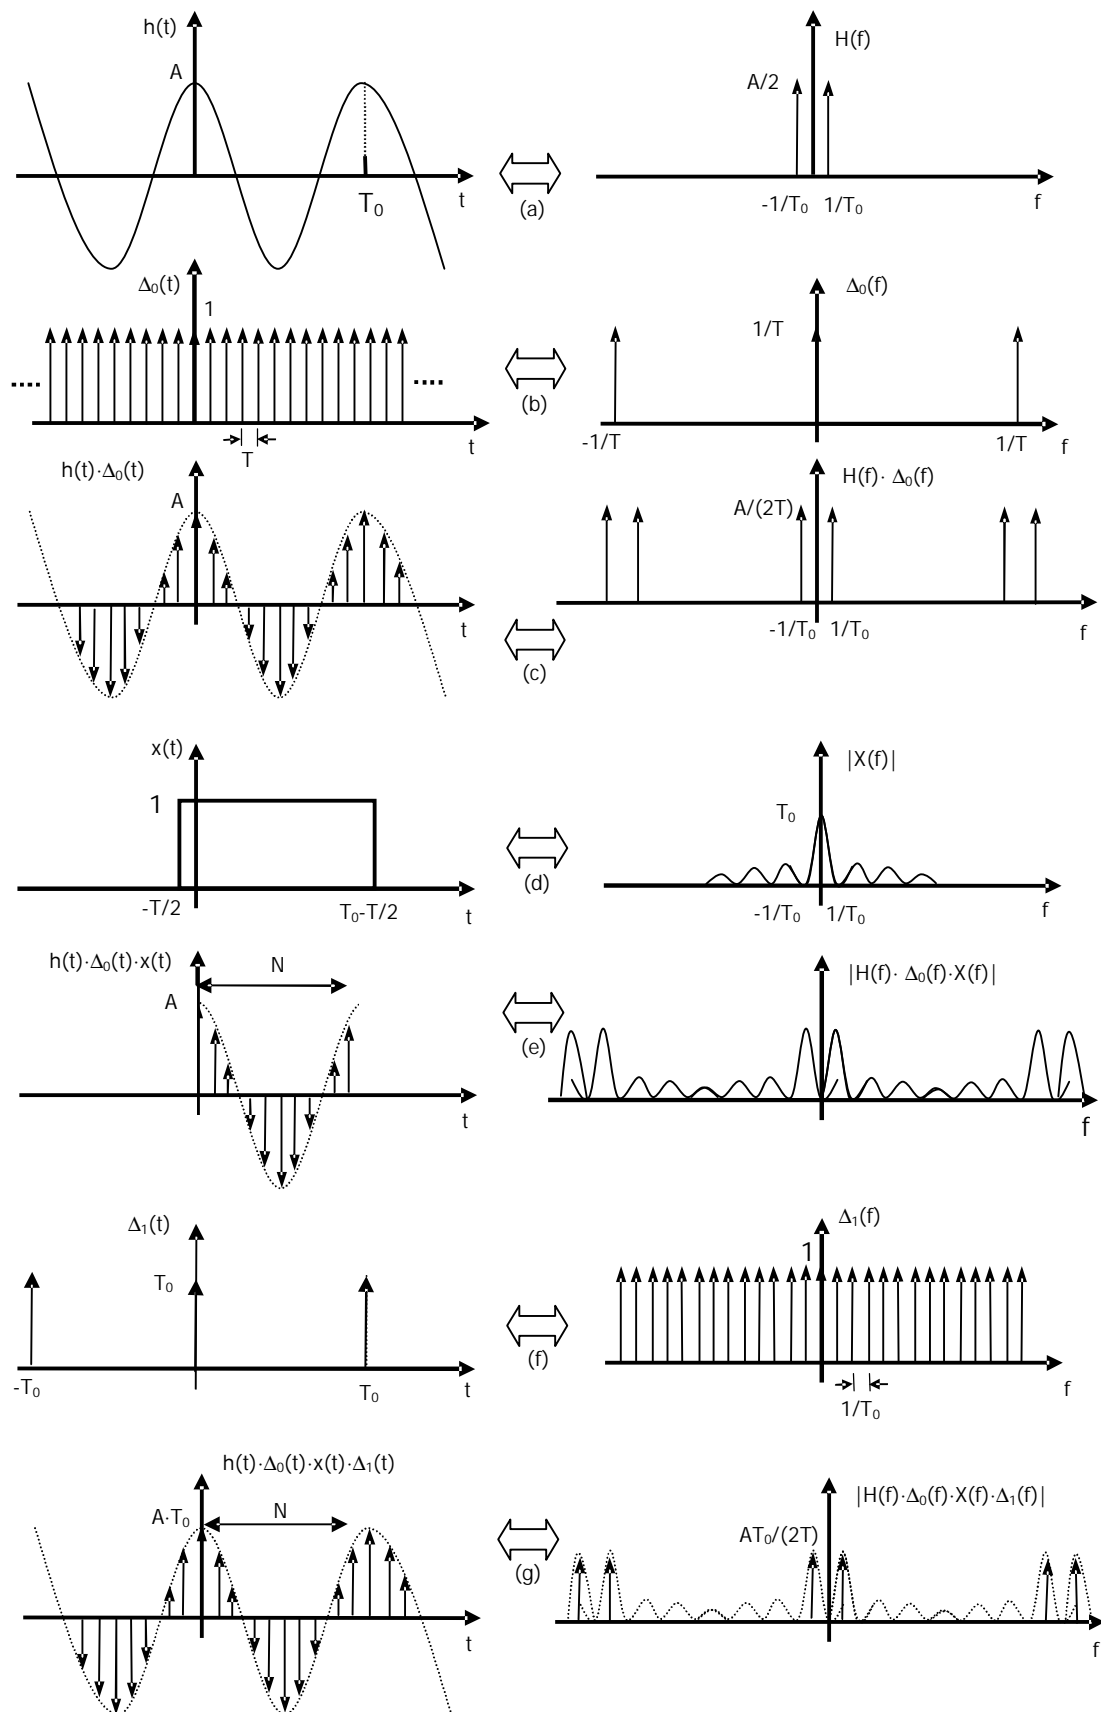 h(t)
A
T₀
t
(a)
H(f)
A/2
-1/T₀
1/T₀
f
Δ₀(t)
1
T
t
(b)
Δ₀(f)
1/T
-1/T
1/T
f
h(t)·Δ₀(t)
A
t
(c)
H(f)· Δ₀(f)
A/(2T)
-1/T₀
1/T₀
f
x(t)
1
-T/2
T₀-T/2
t
(d)
|X(f)|
T₀
-1/T₀
1/T₀
f
h(t)·Δ₀(t)·x(t)
N
A
t
(e)
|H(f)· Δ₀(f)·X(f)|
f
Δ₁(t)
T₀
-T₀
T₀
t
(f)
Δ₁(f)
1
1/T₀
f
h(t)·Δ₀(t)·x(t)·Δ₁(t)
A·T₀
N
t
(g)
|H(f)·Δ₀(f)·X(f)·Δ₁(f)|
AT₀/(2T)
f